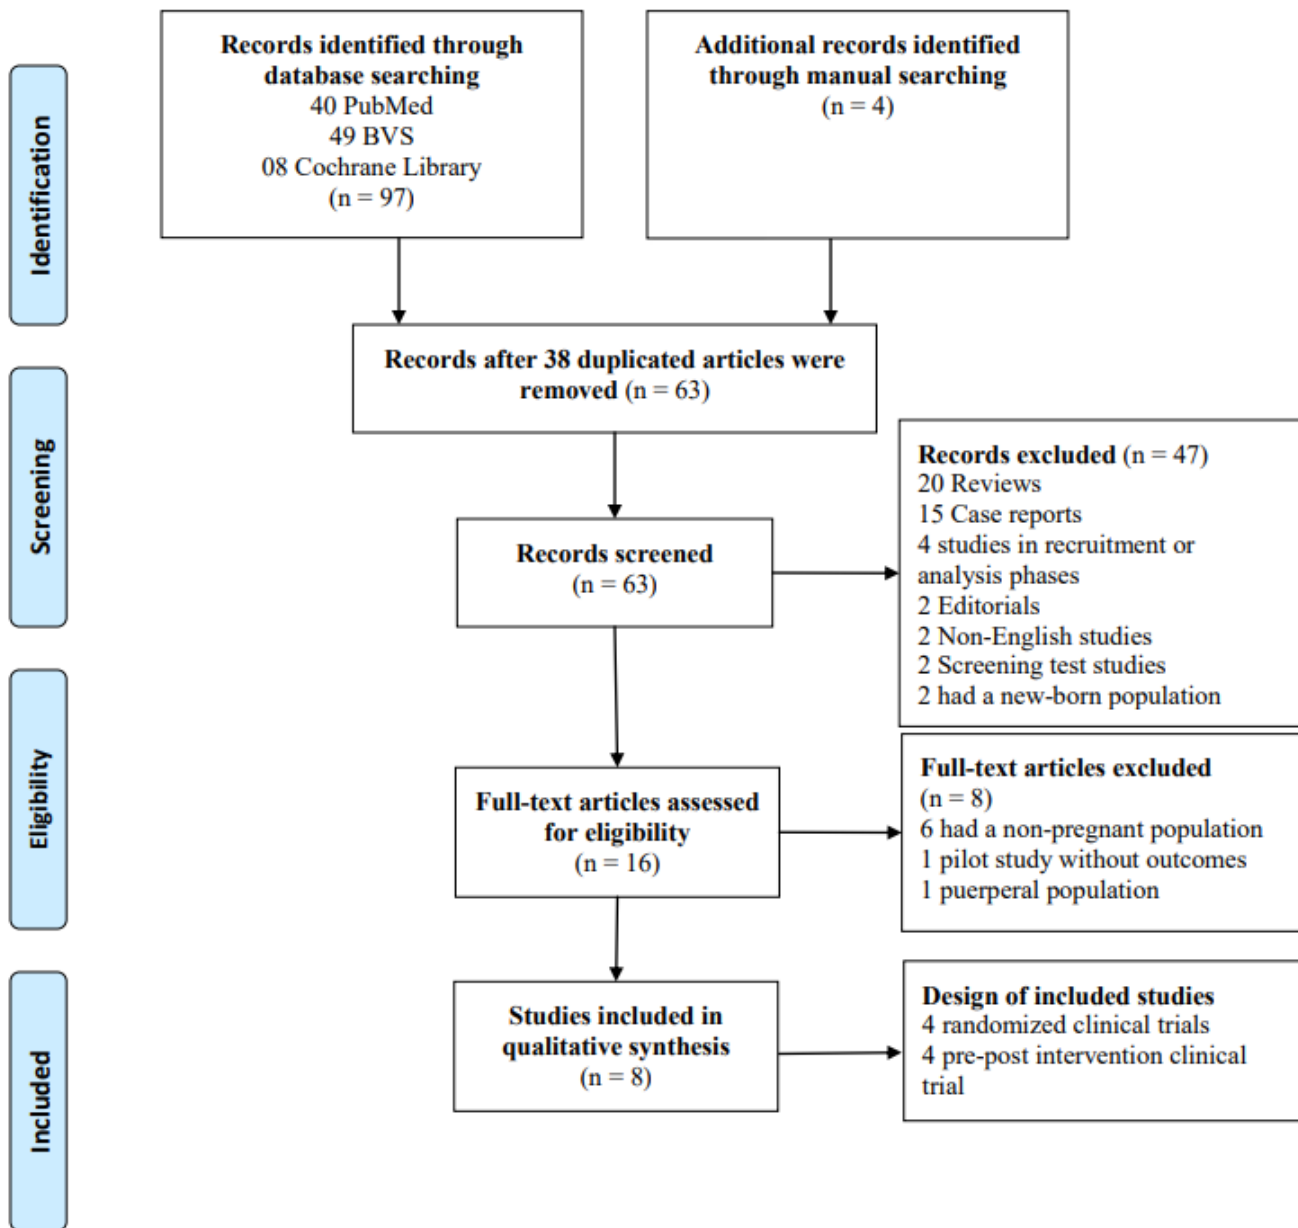 Identification
Records identified through
database searching
40 PubMed
49 BVS
08 Cochrane Library
(n = 97)
Additional records identified
through manual searching
(n = 4)
Records after 38 duplicated articles were
removed (n = 63)
Screening
Records screened
(n = 63)
Records excluded (n = 47)
20 Reviews
15 Case reports
4 studies in recruitment or
analysis phases
2 Editorials
2 Non-English studies
2 Screening test studies
2 had a new-born population
Eligibility
Full-text articles assessed
for eligibility
(n = 16)
Full-text articles excluded
(n = 8)
6 had a non-pregnant population
1 pilot study without outcomes
1 puerperal population
Included
Studies included in
qualitative synthesis
(n = 8)
Design of included studies
4 randomized clinical trials
4 pre-post intervention clinical
trial